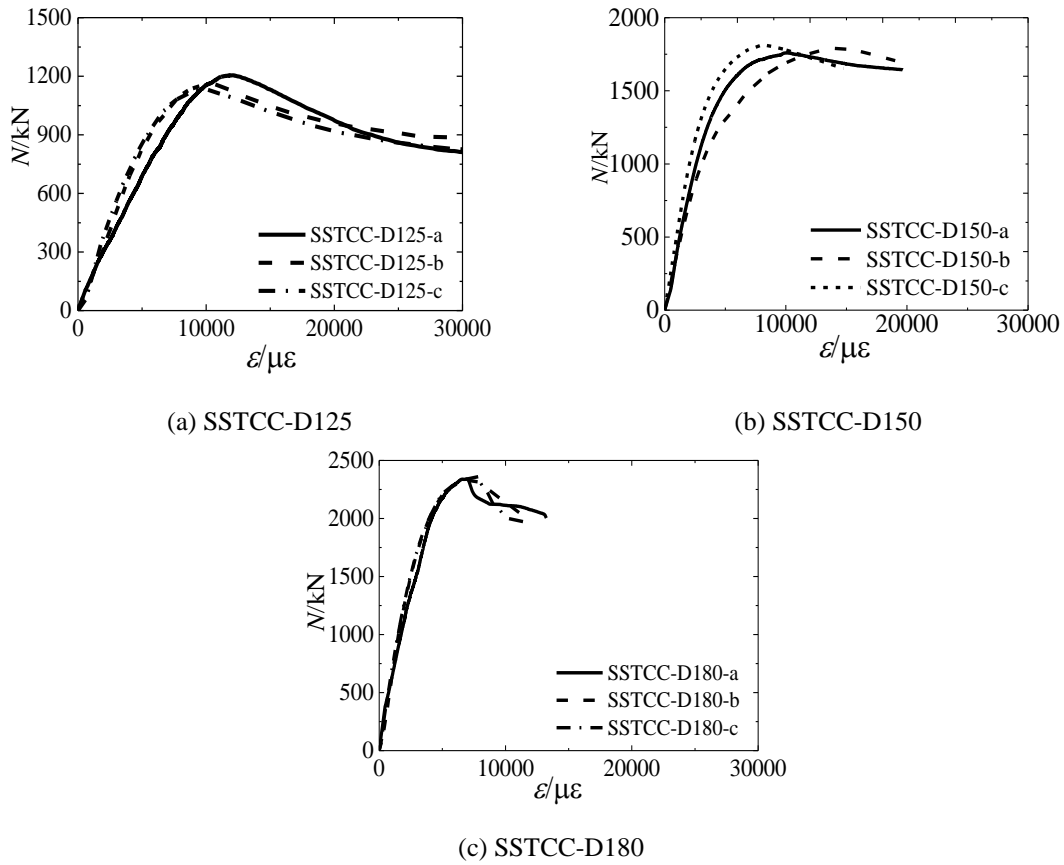 1500
1200
900
600
300
0
N/kN
SSTCC-D125-a
SSTCC-D125-b
SSTCC-D125-c
0 10000 20000 30000
ε/με
(a) SSTCC-D125
2000
1500
1000
500
0
N/kN
SSTCC-D150-a
SSTCC-D150-b
SSTCC-D150-c
0 10000 20000 30000
ε/με
(b) SSTCC-D150
2500
2000
1500
1000
500
0
N/kN
SSTCC-D180-a
SSTCC-D180-b
SSTCC-D180-c
0 10000 20000 30000
ε/με
(c) SSTCC-D180